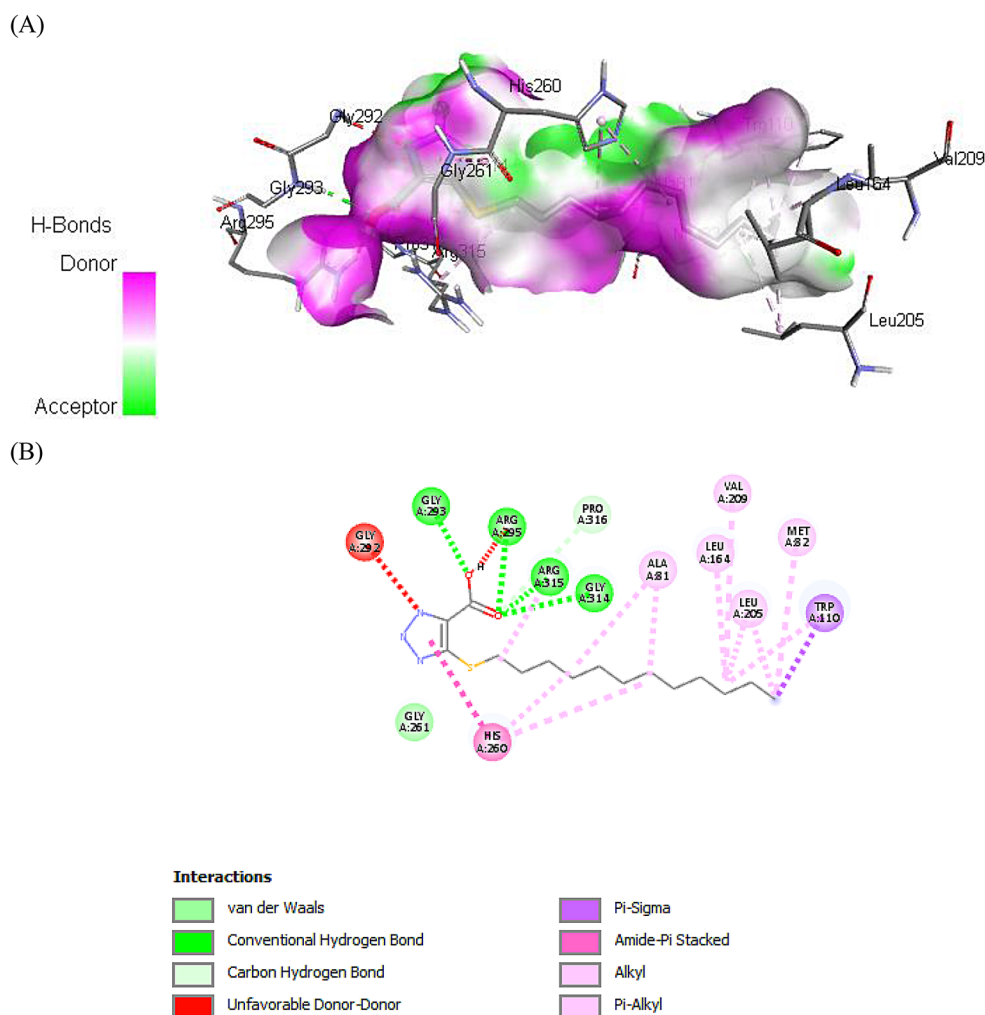 (A)
His260
Gly292
Gly261
Gly293
Arg295
Arg315
Val209
Leu164
Leu205
H-Bonds
Donor
Acceptor
(B)
GLY
A:293
ARG
A:295
PRO
A:316
VAL
A:209
GLY
A:292
ARG
A:315
GLY
A:314
ALA
A:81
LEU
A:164
MET
A:82
LEU
A:205
TRP
A:110
H
O
O
N
N
N
S
GLY
A:261
HIS
A:260
Interactions
van der Waals
Conventional Hydrogen Bond
Carbon Hydrogen Bond
Unfavorable Donor-Donor
Pi-Sigma
Amide-Pi Stacked
Alkyl
Pi-Alkyl